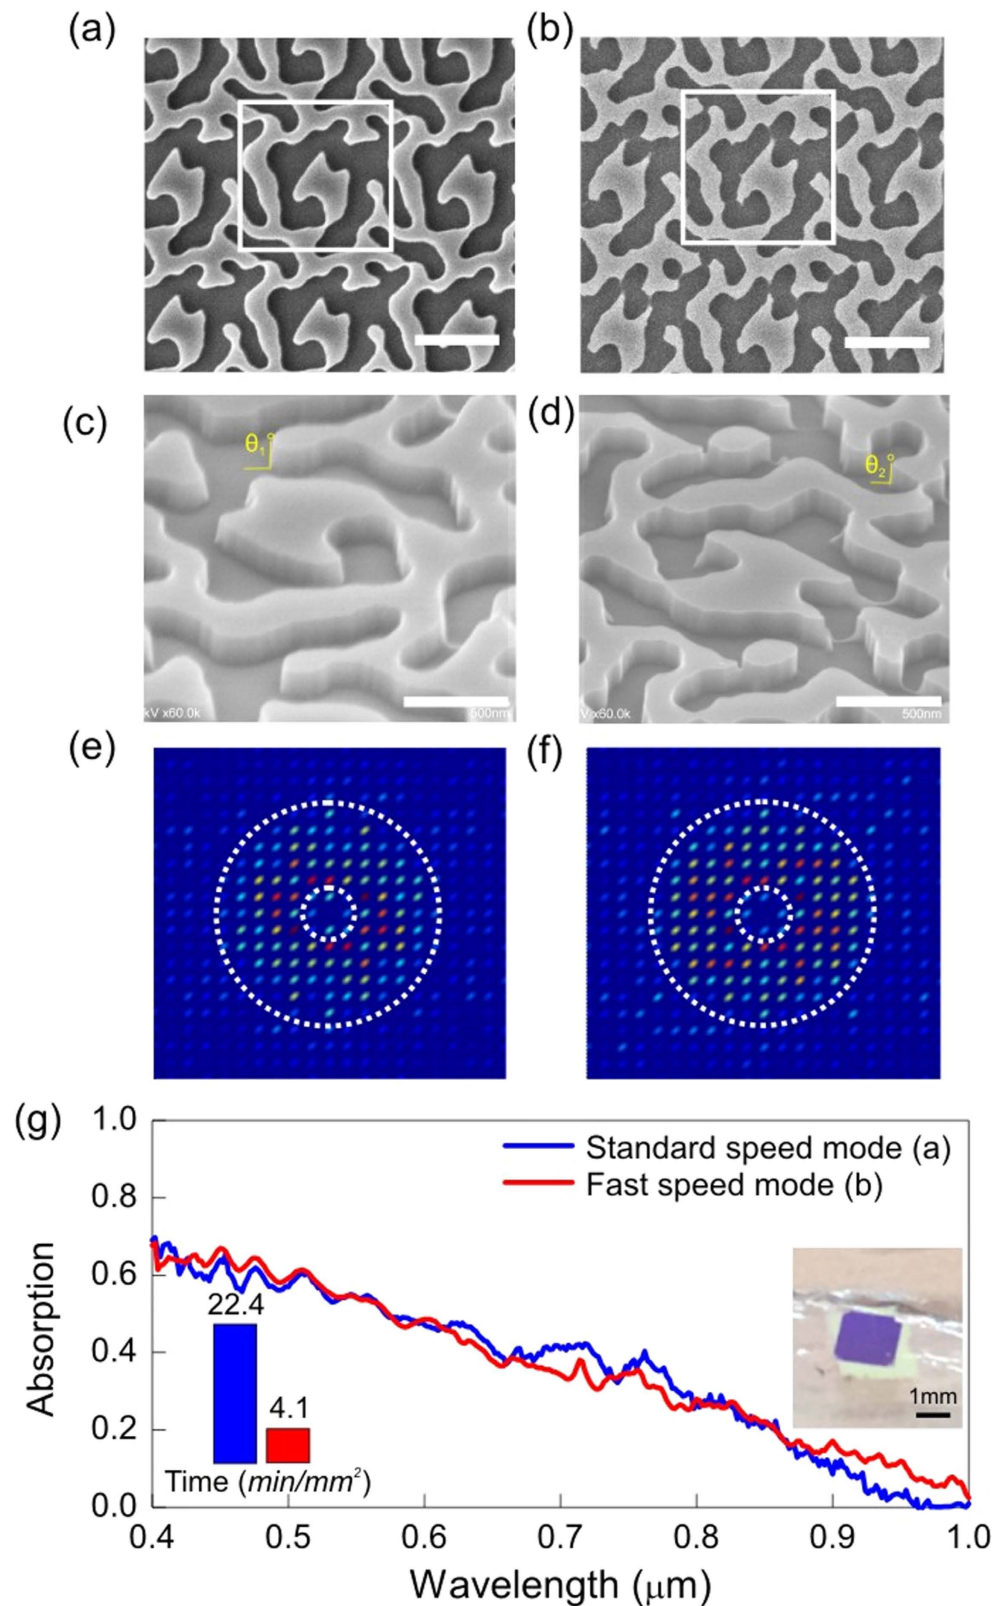 (a)
(b)
(c)
θ₁°
kV x60.0k
500nm
(d)
θ₂°
x60.0k
500nm
(e)
(f)
(g)
1.0
0.8
0.6
0.4
0.2
0.0
Absorption
Standard speed mode (a)
Fast speed mode (b)
22.4
4.1
Time (min/mm²)
1mm
0.4
0.5
0.6
0.7
0.8
0.9
1.0
Wavelength (μm)